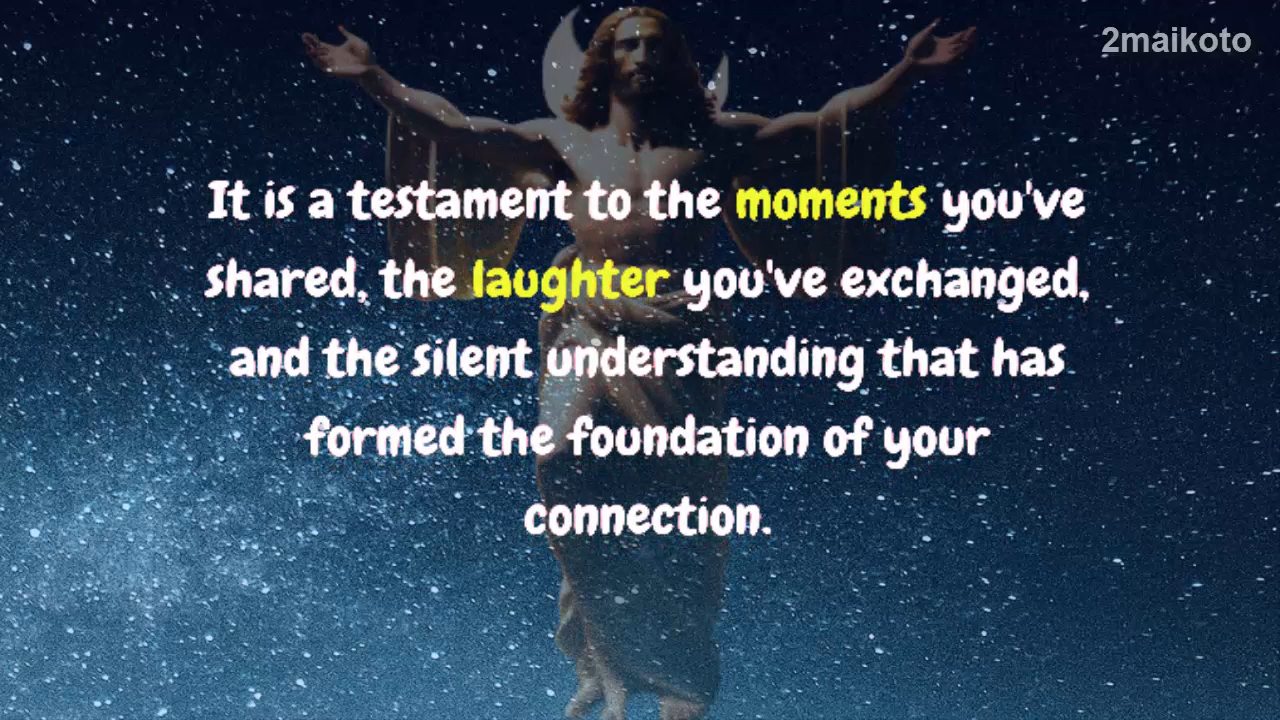 2maikoto
It is a testament to the moments you've
shared, the laughter you've exchanged,
and the silent understanding that has
formed the foundation of your
connection.